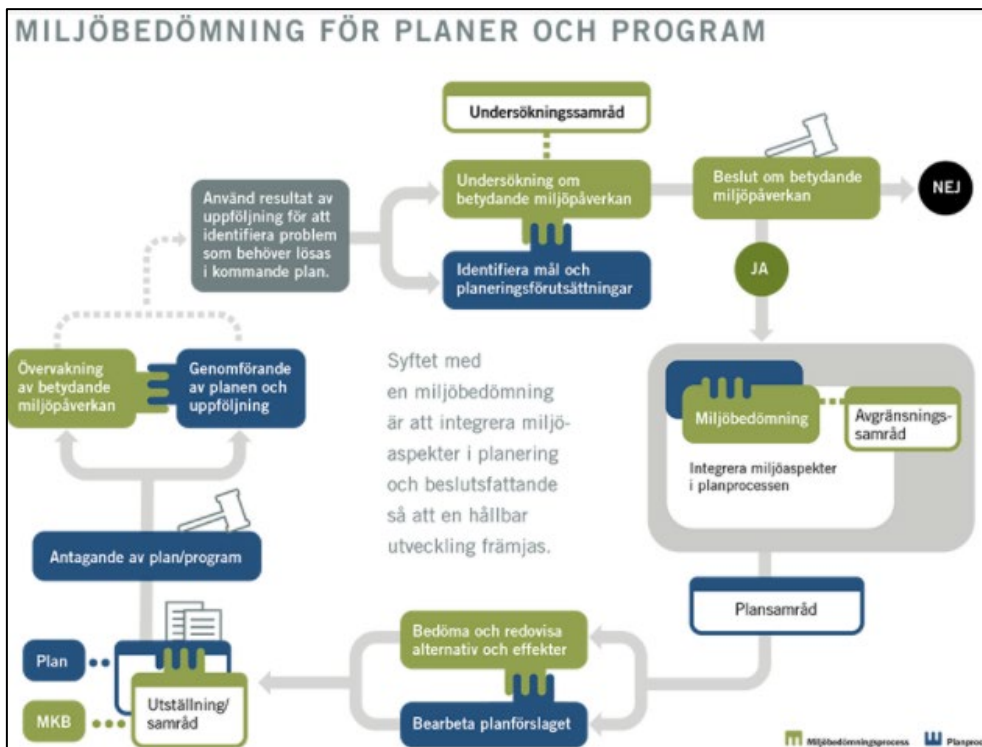 MILJÖBEDÖMNING FÖR PLANER OCH PROGRAM
Undersökningssamråd
Använd resultat av
uppföljning för att
identifiera problem
som behöver lösas
i kommande plan.
Undersökning om
betydande miljöpåverkan
Beslut om betydande
miljöpåverkan
NEJ
Identifiera mål och
planeringsförutsättningar
JA
Övervakning
av betydande
miljöpåverkan
Genomförande
av planen och
uppföljning
Syftet med
en miljöbedömning
är att integrera miljö-
aspekter i planering
och beslutsfattande
så att en hållbar
utveckling främjas.
Miljöbedömning
Avgränsnings-
samråd
Integrera miljöaspekter
i planprocessen
Antagande av plan/program
Plansamråd
Bedöma och redovisa
alternativ och effekter
Bearbeta planförslaget
Plan
MKB
Utställning/
samråd
Miljöbedömningsprocess